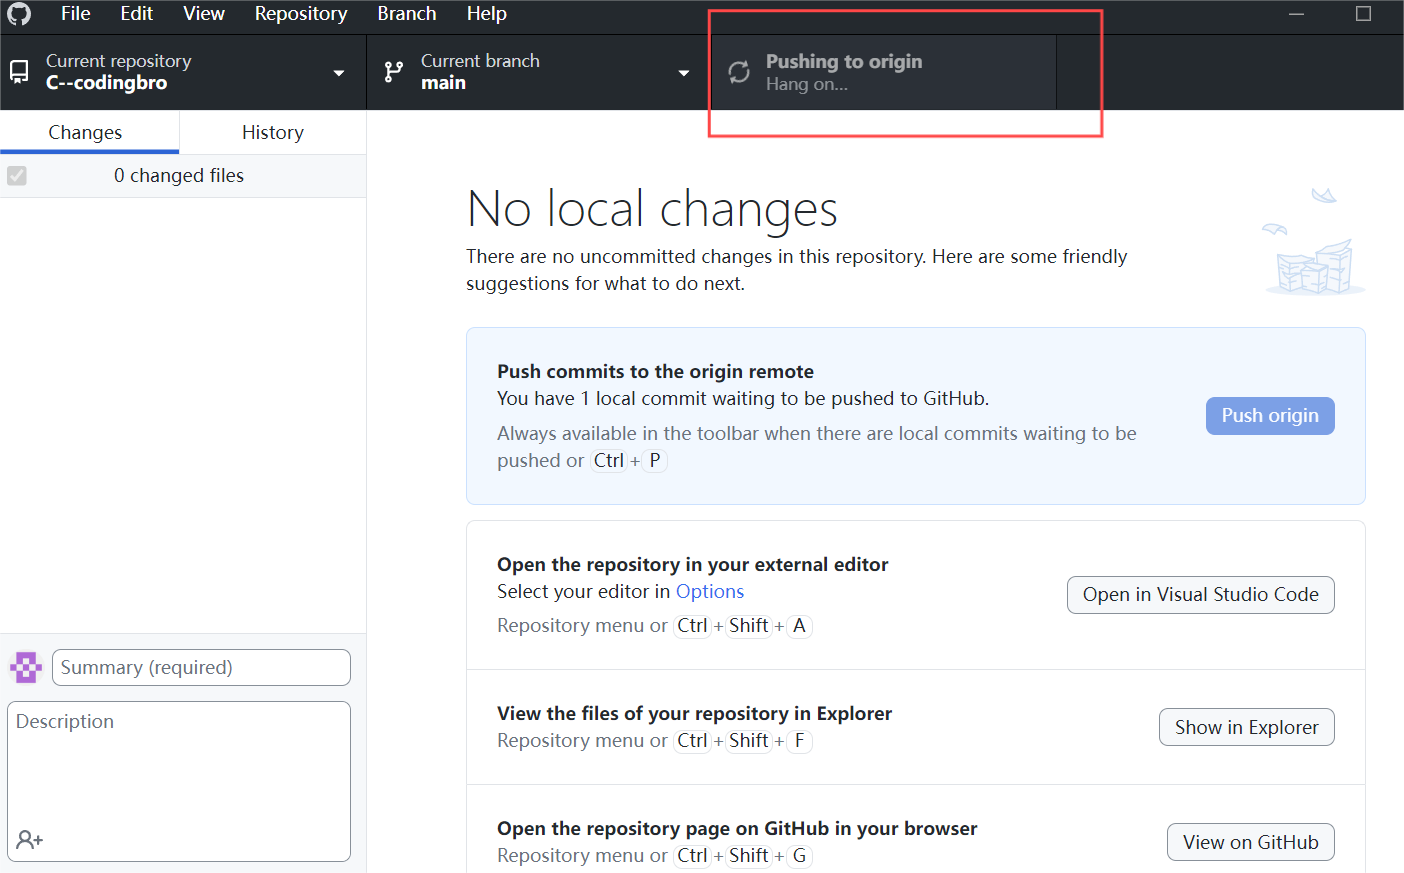 File Edit View Repository Branch Help
Current repository
C--codingbro
Current branch
main
Pushing to origin
Hang on...
Changes History
0 changed files
No local changes
There are no uncommitted changes in this repository. Here are some friendly
suggestions for what to do next.
Push commits to the origin remote
You have 1 local commit waiting to be pushed to GitHub.
Always available in the toolbar when there are local commits waiting to be
pushed or Ctrl + P
Push origin
Open the repository in your external editor
Select your editor in Options
Repository menu or Ctrl + Shift + A
Open in Visual Studio Code
View the files of your repository in Explorer
Repository menu or Ctrl + Shift + F
Show in Explorer
Open the repository page on GitHub in your browser
Repository menu or Ctrl + Shift + G
View on GitHub
Summary (required)
Description